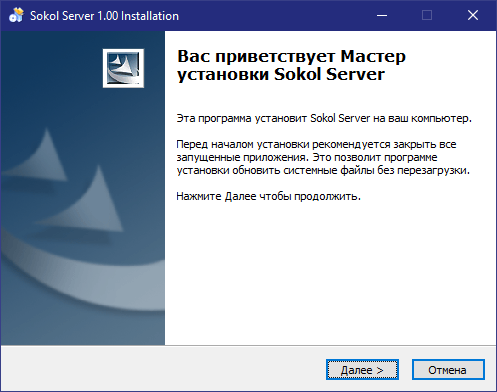 Sokol Server 1.00 Installation
Вас приветствует Мастер
установки Sokol Server
Эта программа установит Sokol Server на ваш компьютер.
Перед началом установки рекомендуется закрыть все
запущенные приложения. Это позволит программе
установки обновить системные файлы без перезагрузки.
Нажмите Далее чтобы продолжить.
Далее >
Отмена